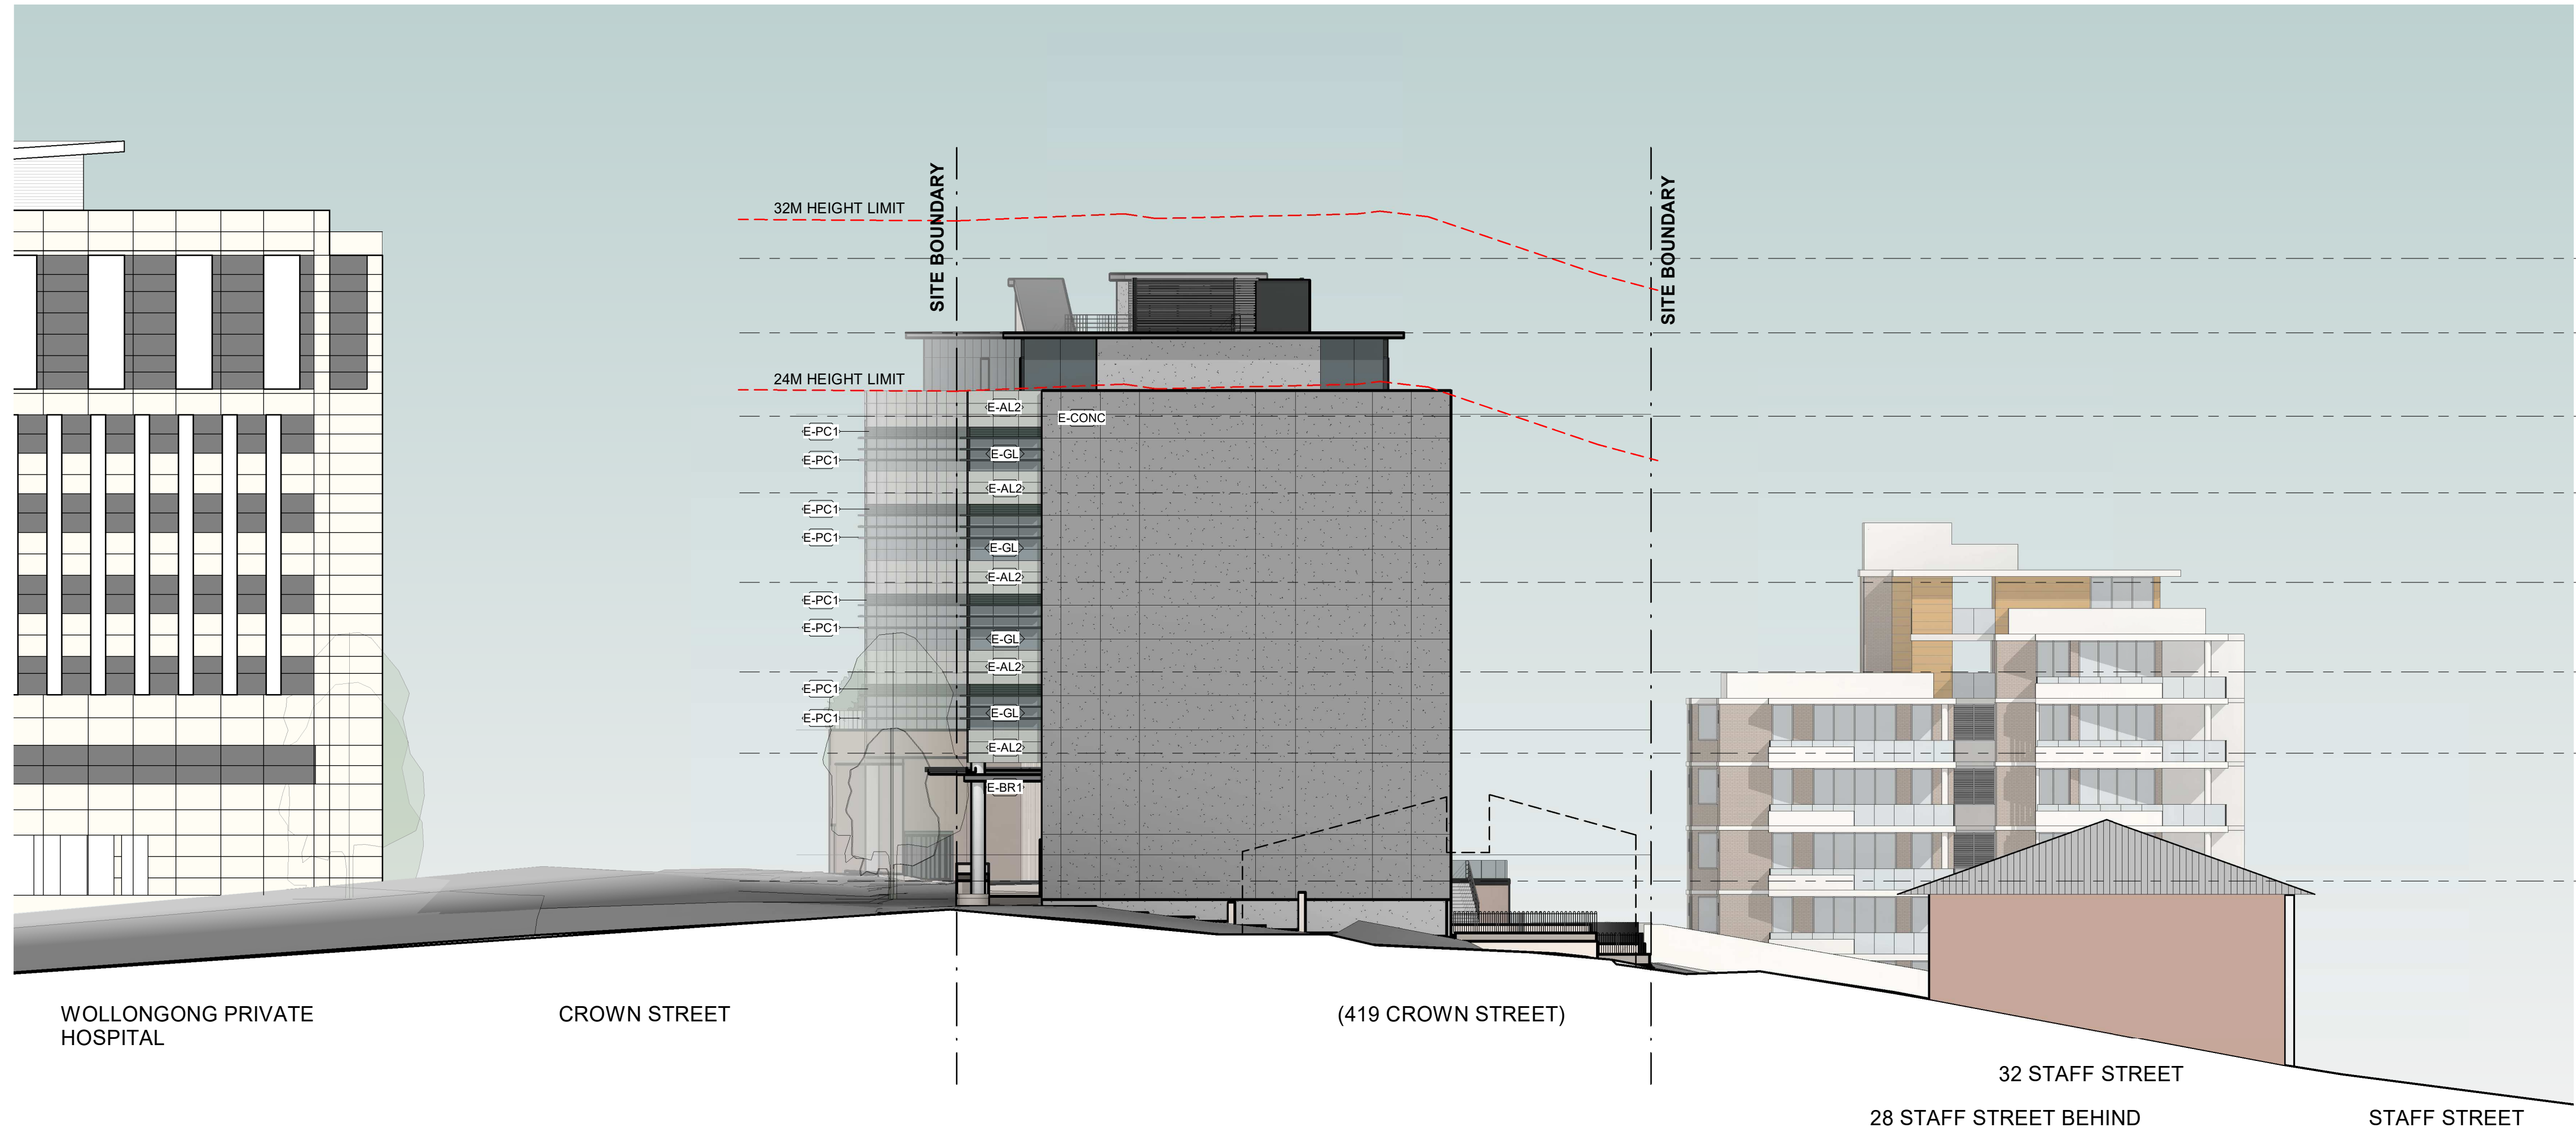 SITE BOUNDARY
SITE BOUNDARY
32M HEIGHT LIMIT
24M HEIGHT LIMIT
E-AL2
E-CONC
E-PC1
E-GL
E-PC1
E-AL2
E-PC1
E-PC1
E-GL
E-AL2
E-PC1
E-PC1
E-GL
E-AL2
E-PC1
E-GL
E-PC1
E-AL2
E-BR1
WOLLONGONG PRIVATE
HOSPITAL
CROWN STREET
(419 CROWN STREET)
32 STAFF STREET
28 STAFF STREET BEHIND
STAFF STREET